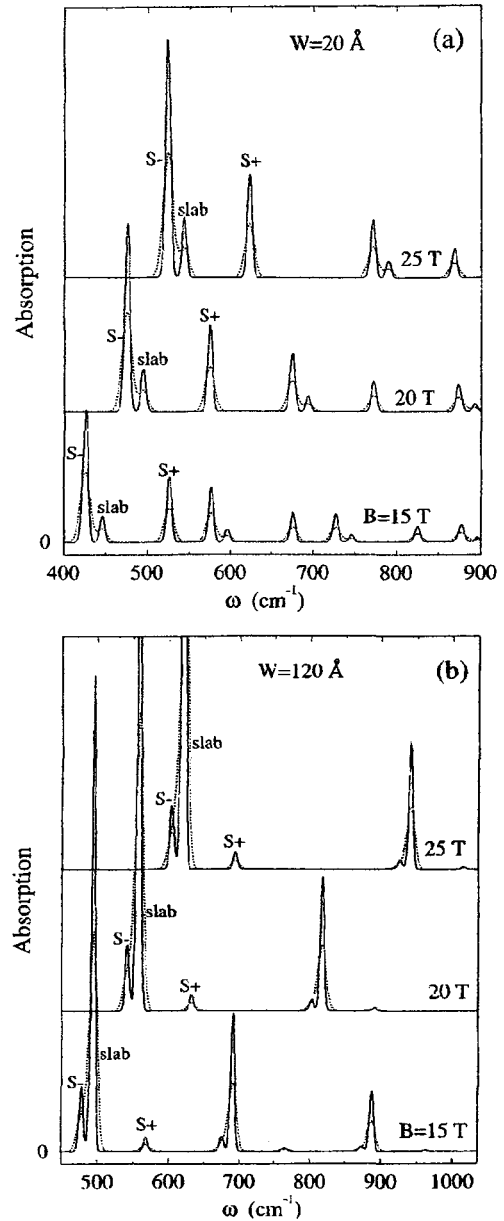 (a)
W=20 Å
S-
slab
S+
25 T
S-
slab
S+
20 T
S-
slab
S+
B=15 T
Absorption
0
400 500 600 700 800 900
ω (cm⁻¹)
(b)
W=120 Å
S-
slab
S+
25 T
S-
slab
S+
20 T
S-
slab
S+
B=15 T
Absorption
0
500 600 700 800 900 1000
ω (cm⁻¹)